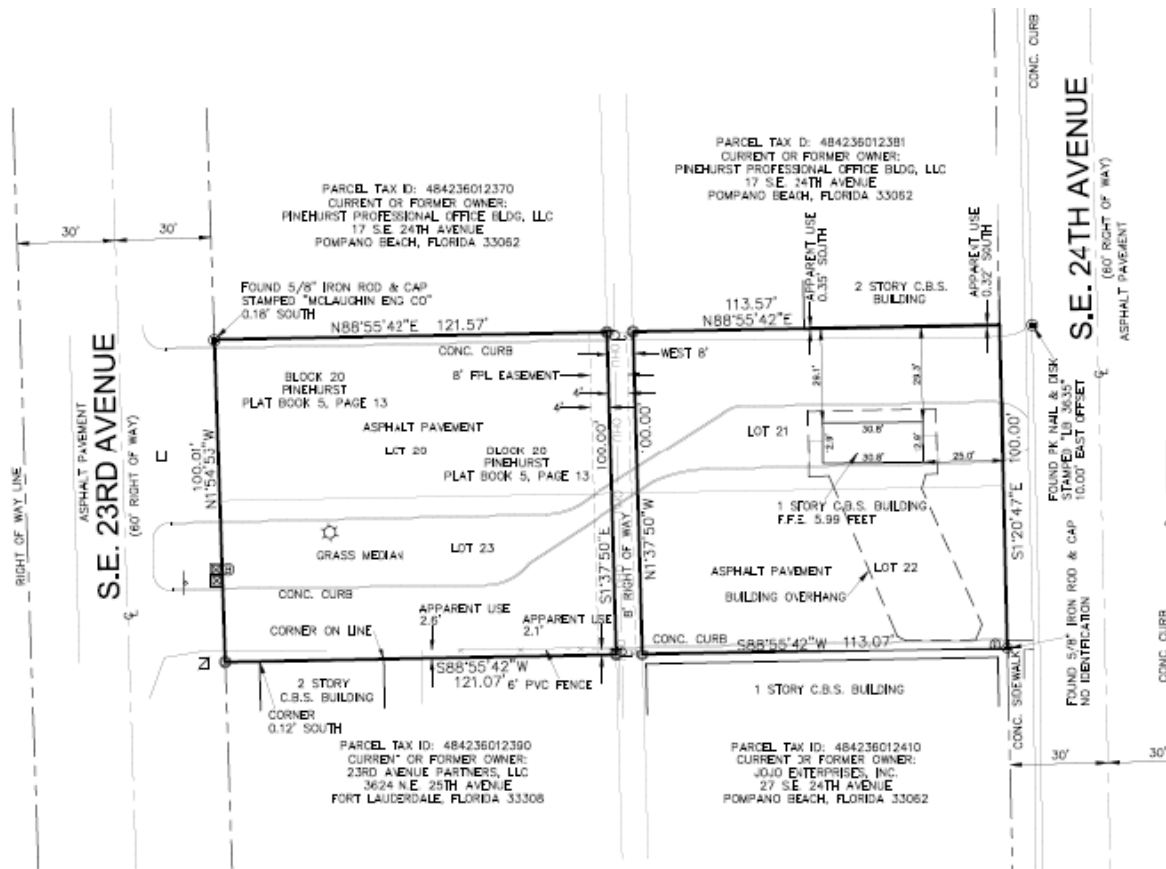 CONC. CURB
S.E. 24TH AVENUE
(60' RIGHT OF WAY)
ASPHALT PAVEMENT
PARCEL TAX D: 484236012381
CURRENT OR FORMER OWNER:
PINEHURST PROFESSIONAL OFFICE BLDG, LLC
17 S.E. 24TH AVENUE
POMPANO BEACH, FLORIDA 33062
PARCEL TAX ID: 484236012370
CURRENT OR FORMER OWNER:
PINEHURST PROFESSIONAL OFFICE BLDG, LLC
17 S.E. 24TH AVENUE
POMPANO BEACH, FLORIDA 33062
30'
30'
APPARENT USE
0.35' SOUTH
APPARENT USE
0.32' SOUTH
2 STORY C.B.S.
BUILDING
FOUND 5/8" IRON ROD & CAP
STAMPED "MCLAUGHIN ENG CO"
0.18' SOUTH
N88°55'42"E 121.57'
113.57'
N88°55'42"E
CONC. CURB
WEST 8'
8' FPL EASEMENT
4'
4'
BLOCK 20
PINEHURST
PLAT BOOK 5, PAGE 13
ASPHALT PAVEMENT
LOT 20
BLOCK 20
PINEHURST
PLAT BOOK 5, PAGE 13
OHU
OHU
100.00'
S1°37'50"E
8' RIGHT OF WAY
100.00'
N1°37'50"W
29.3'
LOT 21
30.8'
30.8'
25.0'
1 STORY C.B.S. BUILDING
F.F.E. 5.99 FEET
100.00'
S1°20'47"E
FOUND PK NAIL & DISK
STAMPED "LB 3635"
10.00' EAST OFFSET
RIGHT OF WAY LINE
ASPHALT PAVEMENT
S.E. 23RD AVENUE
(60' RIGHT OF WAY)
100.01'
N1°54'53"W
GRASS MEDIAN
LOT 23
CONC. CURB
ASPHALT PAVEMENT
LOT 22
BUILDING OVERHANG
APPARENT USE
2.6'
APPARENT USE
2.1'
CORNER ON LINE
S88°55'42"W
121.07'
6' PVC FENCE
CONC. CURB
S88°55'42"W 113.07'
2 STORY
C.B.S. BUILDING
CORNER
0.12' SOUTH
1 STORY C.B.S. BUILDING
CONC. SIDEWALK
FOUND 5/8" IRON ROD & CAP
NO IDENTIFICATION
CONC. CURB
30'
30'
PARCEL TAX ID: 484236012390
CURRENT OR FORMER OWNER:
23RD AVENUE PARTNERS, LLC
3624 N.E. 25TH AVENUE
FORT LAUDERDALE, FLORIDA 33308
PARCEL TAX ID: 484236012410
CURRENT OR FORMER OWNER:
JOJO ENTERPRISES, INC.
27 S.E. 24TH AVENUE
POMPANO BEACH, FLORIDA 33062